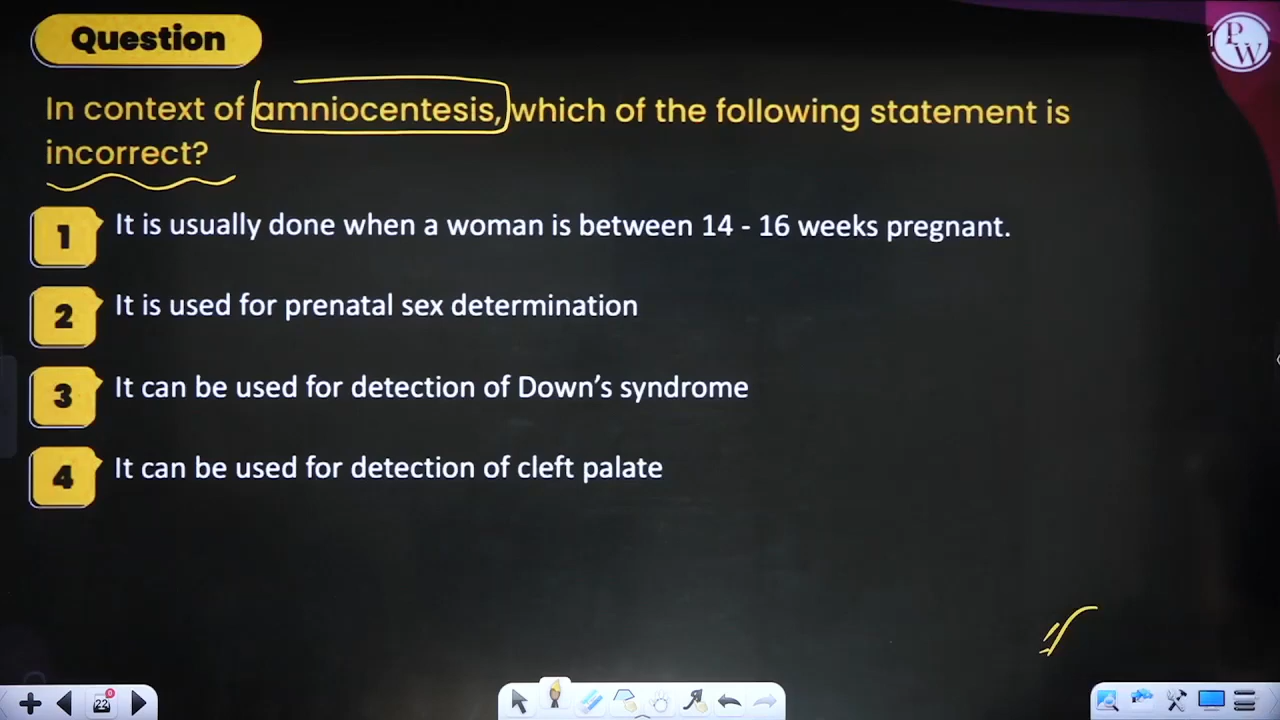 Question
In context of amniocentesis, which of the following statement is
incorrect?
1 It is usually done when a woman is between 14 - 16 weeks pregnant.
2 It is used for prenatal sex determination
3 It can be used for detection of Down's syndrome
4 It can be used for detection of cleft palate
PW
22